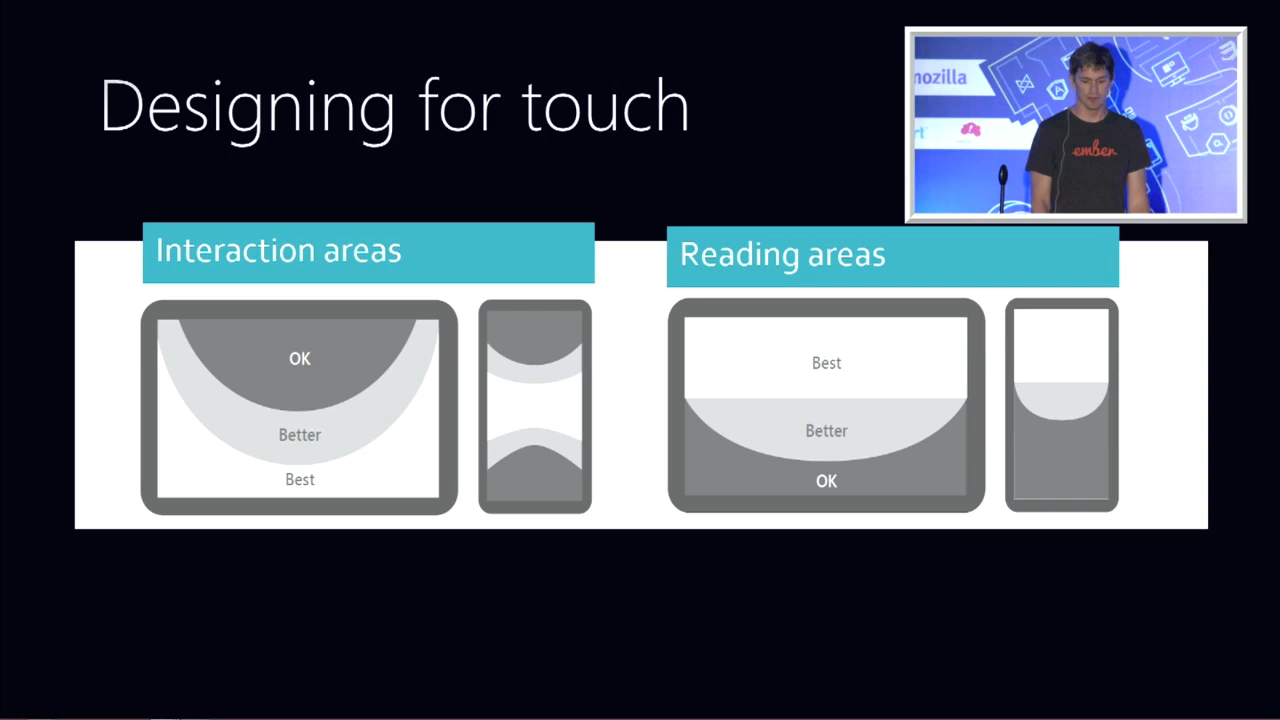 Designing for touch
mozilla
ember
Interaction areas
Reading areas
OK
Better
Best
Best
Better
OK